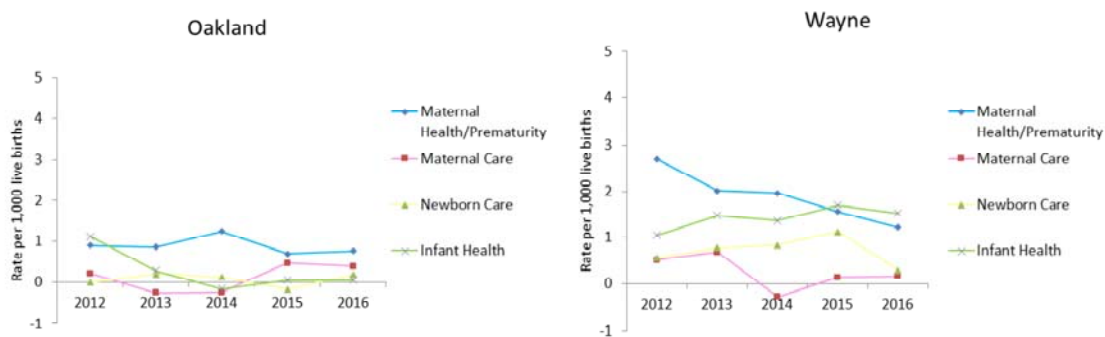 Oakland
Rate per 1,000 live births
5
4
3
2
1
0
-1
2012 2013 2014 2015 2016
Maternal
Health/Prematurity
Maternal Care
Newborn Care
Infant Health
Wayne
Rate per 1,000 live births
5
4
3
2
1
0
-1
2012 2013 2014 2015 2016
Maternal
Health/Prematurity
Maternal Care
Newborn Care
Infant Health